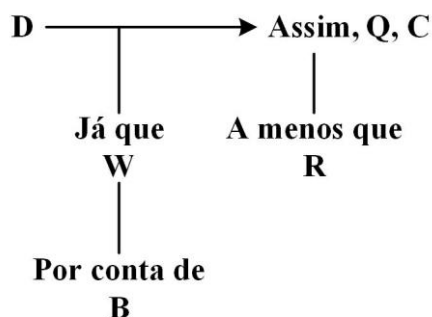 D Assim, Q, C
Já que A menos que
W R
Por conta de
B